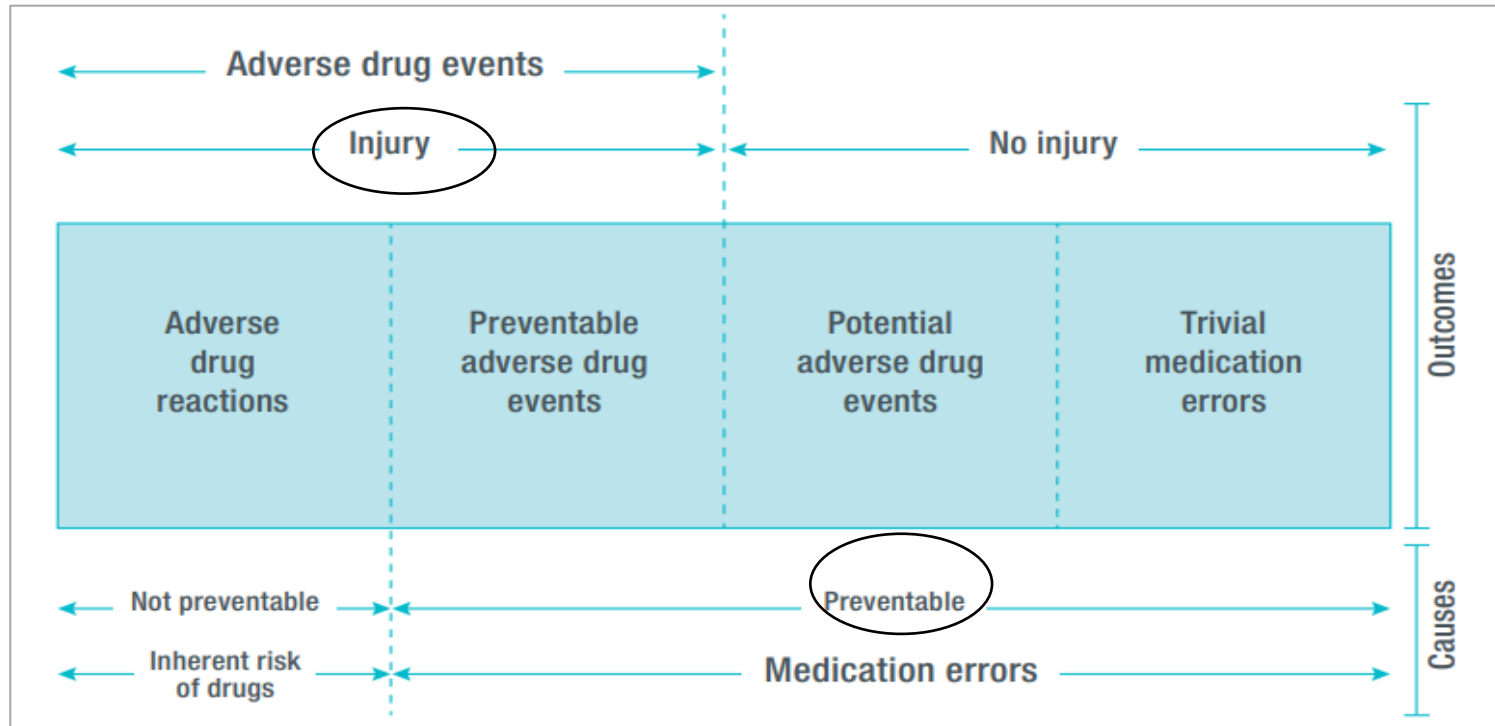 Adverse drug events
Injury
No injury
Adverse
drug
reactions
Preventable
adverse drug
events
Potential
adverse drug
events
Trivial
medication
errors
Outcomes
Not preventable
Preventable
Inherent risk
of drugs
Medication errors
Causes